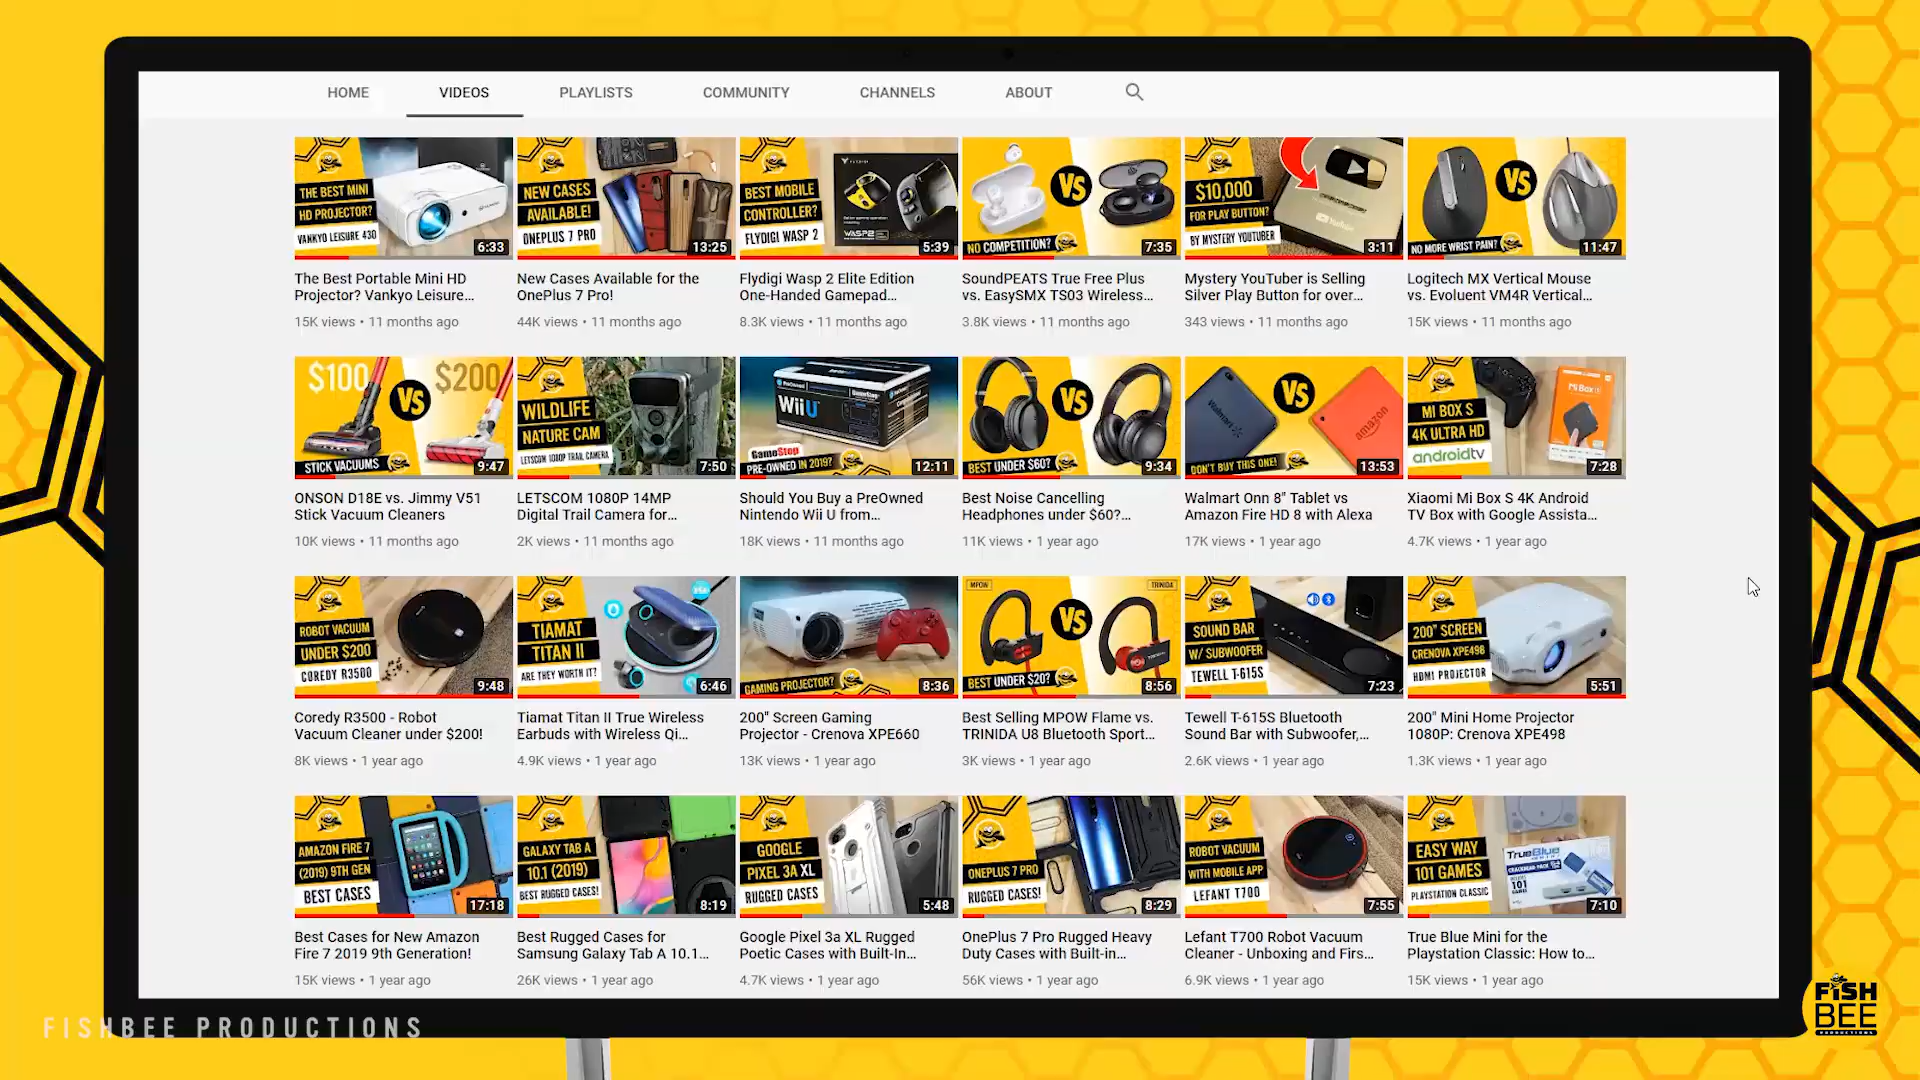 HOME VIDEOS PLAYLISTS COMMUNITY CHANNELS ABOUT
THE BEST MINI
HD PROJECTOR?
VANKYO LEISURE 430
6:33
NEW CASES
AVAILABLE!
ONEPLUS 7 PRO
13:25
BEST MOBILE
CONTROLLER?
FLYDIGI WASP 2
WASP2
5:39
VS
NO COMPETITION?
7:35
$10,000
FOR PLAY BUTTON?
BY MYSTERY YOUTUBER
YouTube
3:11
VS
NO MORE WRIST PAIN?
11:47
The Best Portable Mini HD
Projector? Vankyo Leisure...
15K views • 11 months ago
New Cases Available for the
OnePlus 7 Pro!
44K views • 11 months ago
Flydigi Wasp 2 Elite Edition
One-Handed Gamepad...
8.3K views • 11 months ago
SoundPEATS True Free Plus
vs. EasySMX TS03 Wireless...
3.8K views • 11 months ago
Mystery YouTuber is Selling
Silver Play Button for over...
343 views • 11 months ago
Logitech MX Vertical Mouse
vs. Evoluent VM4R Vertical...
15K views • 11 months ago
$100 VS $200
STICK VACUUMS
9:47
WILDLIFE
NATURE CAM
LETSCOM 1080P TRAIL CAMERA
7:50
WiiU
GameStop
PRE-OWNED IN 2019?
12:11
VS
BEST UNDER $60?
9:34
Walmart VS amazon
DON'T BUY THIS ONE!
13:53
MI BOX S
4K ULTRA HD
androidtv
Mi Box S
7:28
ONSON D18E vs. Jimmy V51
Stick Vacuum Cleaners
10K views • 11 months ago
LETSCOM 1080P 14MP
Digital Trail Camera for...
2K views • 11 months ago
Should You Buy a PreOwned
Nintendo Wii U from...
18K views • 11 months ago
Best Noise Cancelling
Headphones under $60?...
11K views • 1 year ago
Walmart Onn 8" Tablet vs
Amazon Fire HD 8 with Alexa
17K views • 1 year ago
Xiaomi Mi Box S 4K Android
TV Box with Google Assista...
4.7K views • 1 year ago
ROBOT VACUUM
UNDER $200
COREDY R3500
9:48
TIAMAT
TITAN II
ARE THEY WORTH IT?
6:46
GAMING PROJECTOR?
8:36
MPOW VS TRINIDA
BEST UNDER $20?
8:56
SOUND BAR
W/ SUBWOOFER
TEWELL T-615S
7:23
200" SCREEN
CRENOVA XPE498
HDMI PROJECTOR
5:51
Coredy R3500 - Robot
Vacuum Cleaner under $200!
8K views • 1 year ago
Tiamat Titan II True Wireless
Earbuds with Wireless Qi...
4.9K views • 1 year ago
200" Screen Gaming
Projector - Crenova XPE660
13K views • 1 year ago
Best Selling MPOW Flame vs.
TRINIDA U8 Bluetooth Sport...
3K views • 1 year ago
Tewell T-615S Bluetooth
Sound Bar with Subwoofer,...
2.6K views • 1 year ago
200" Mini Home Projector
1080P: Crenova XPE498
1.3K views • 1 year ago
AMAZON FIRE 7
(2019) 9TH GEN
BEST CASES
17:18
GALAXY TAB A
10.1 (2019)
BEST RUGGED CASES!
8:19
GOOGLE
PIXEL 3A XL
RUGGED CASES
5:48
ONEPLUS 7 PRO
RUGGED CASES!
8:29
ROBOT VACUUM
WITH MOBILE APP
LEFANT T700
7:55
EASY WAY
101 GAMES
PLAYSTATION CLASSIC
TrueBlue
101
GAMES
7:10
Best Cases for New Amazon
Fire 7 2019 9th Generation!
15K views • 1 year ago
Best Rugged Cases for
Samsung Galaxy Tab A 10.1...
26K views • 1 year ago
Google Pixel 3a XL Rugged
Poetic Cases with Built-In...
4.7K views • 1 year ago
OnePlus 7 Pro Rugged Heavy
Duty Cases with Built-in...
56K views • 1 year ago
Lefant T700 Robot Vacuum
Cleaner - Unboxing and Firs...
6.9K views • 1 year ago
True Blue Mini for the
Playstation Classic: How to...
15K views • 1 year ago
FISHBEE PRODUCTIONS
FISH
BEE
PRODUCTIONS